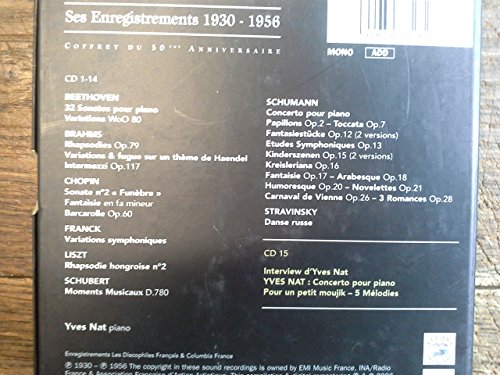 Ses Enregistrements 1930 - 1956
COFFRET DU 50ème ANNIVERSAIRE
MONO ADD
CD 1-14
BEETHOVEN
32 Sonates pour piano
Variations WoO 80
BRAHMS
Rhapsodies Op.79
Variations & fugue sur un thème de Haendel
Intermezzi Op.117
CHOPIN
Sonate n°2 « Funèbre »
Fantaisie en fa mineur
Barcarolle Op.60
FRANCK
Variations symphoniques
LISZT
Rhapsodie hongroise n°2
SCHUBERT
Moments Musicaux D.780
SCHUMANN
Concerto pour piano
Papillons Op.2 – Toccata Op.7
Fantasiestücke Op.12 (2 versions)
Etudes Symphoniques Op.13
Kinderszenen Op.15 (2 versions)
Kreisleriana Op.16
Fantaisie Op.17 – Arabesque Op.18
Humoresque Op.20 – Novelettes Op.21
Carnaval de Vienne Op.26 – 3 Romances Op.28
STRAVINSKY
Danse russe
CD 15
Interview d'Yves Nat
YVES NAT : Concerto pour piano
Pour un petit moujik – 5 Mélodies
Yves Nat piano
Enregistrements Les Discophiles Français & Columbia France
℗ 1930 – ℗ 1956 The copyright in these sound recordings is owned by EMI Music France, INA/Radio